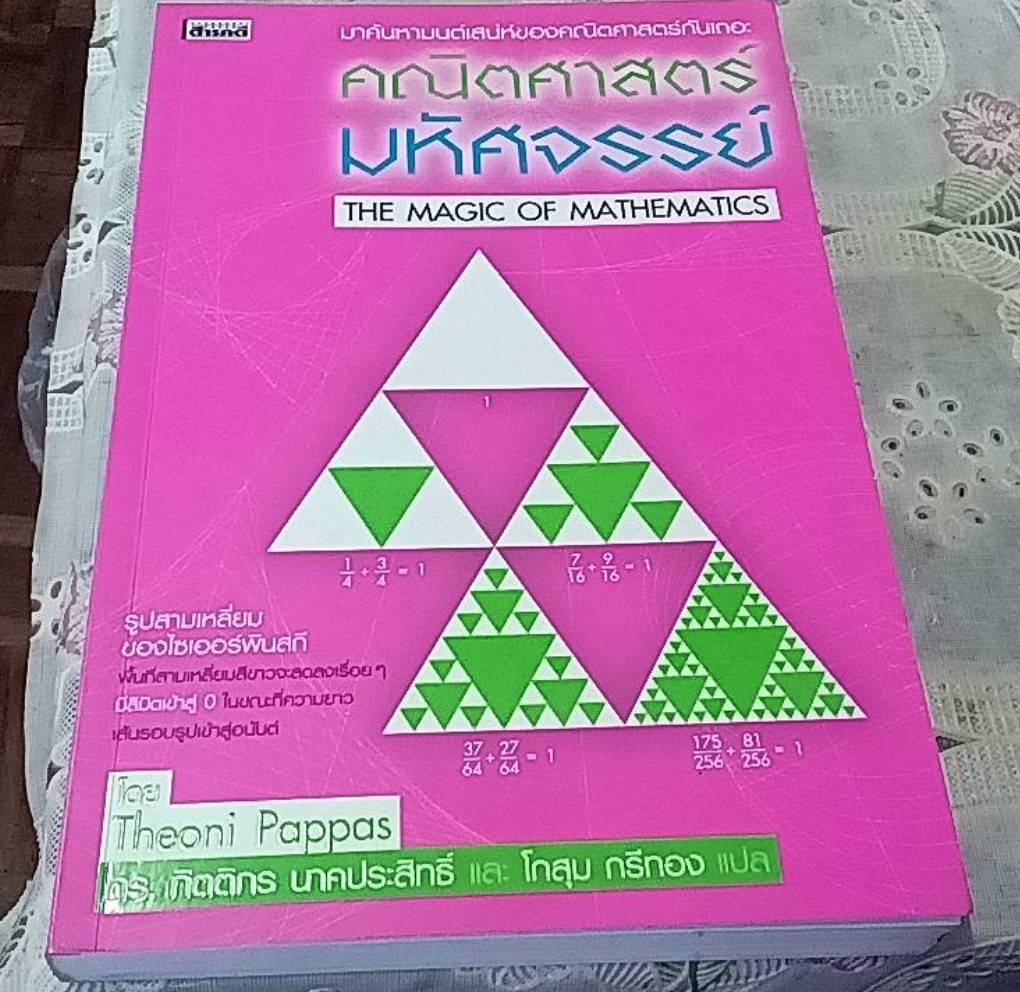 สารคดี
มาค้นหามนต์เสน่ห์ของคณิตศาสตร์กันเถอะ
คณิตศาสตร์
มหัศจรรย์
THE MAGIC OF MATHEMATICS
1
1/4 + 3/4 = 1
7/16 + 9/16 = 1
รูปสามเหลี่ยม
ของไซเออร์พินสกี
พื้นที่สามเหลี่ยมสีขาวจะลดลงเรื่อยๆ
มีลิมิตเข้าสู่ 0 ในขณะที่ความยาว
เส้นรอบรูปเข้าสู่อนันต์
37/64 + 27/64 = 1
175/256 + 81/256 = 1
โดย
Theoni Pappas
ดร. กิตติกร นาคประสิทธิ์ และ โกสุม กรีทอง แปล